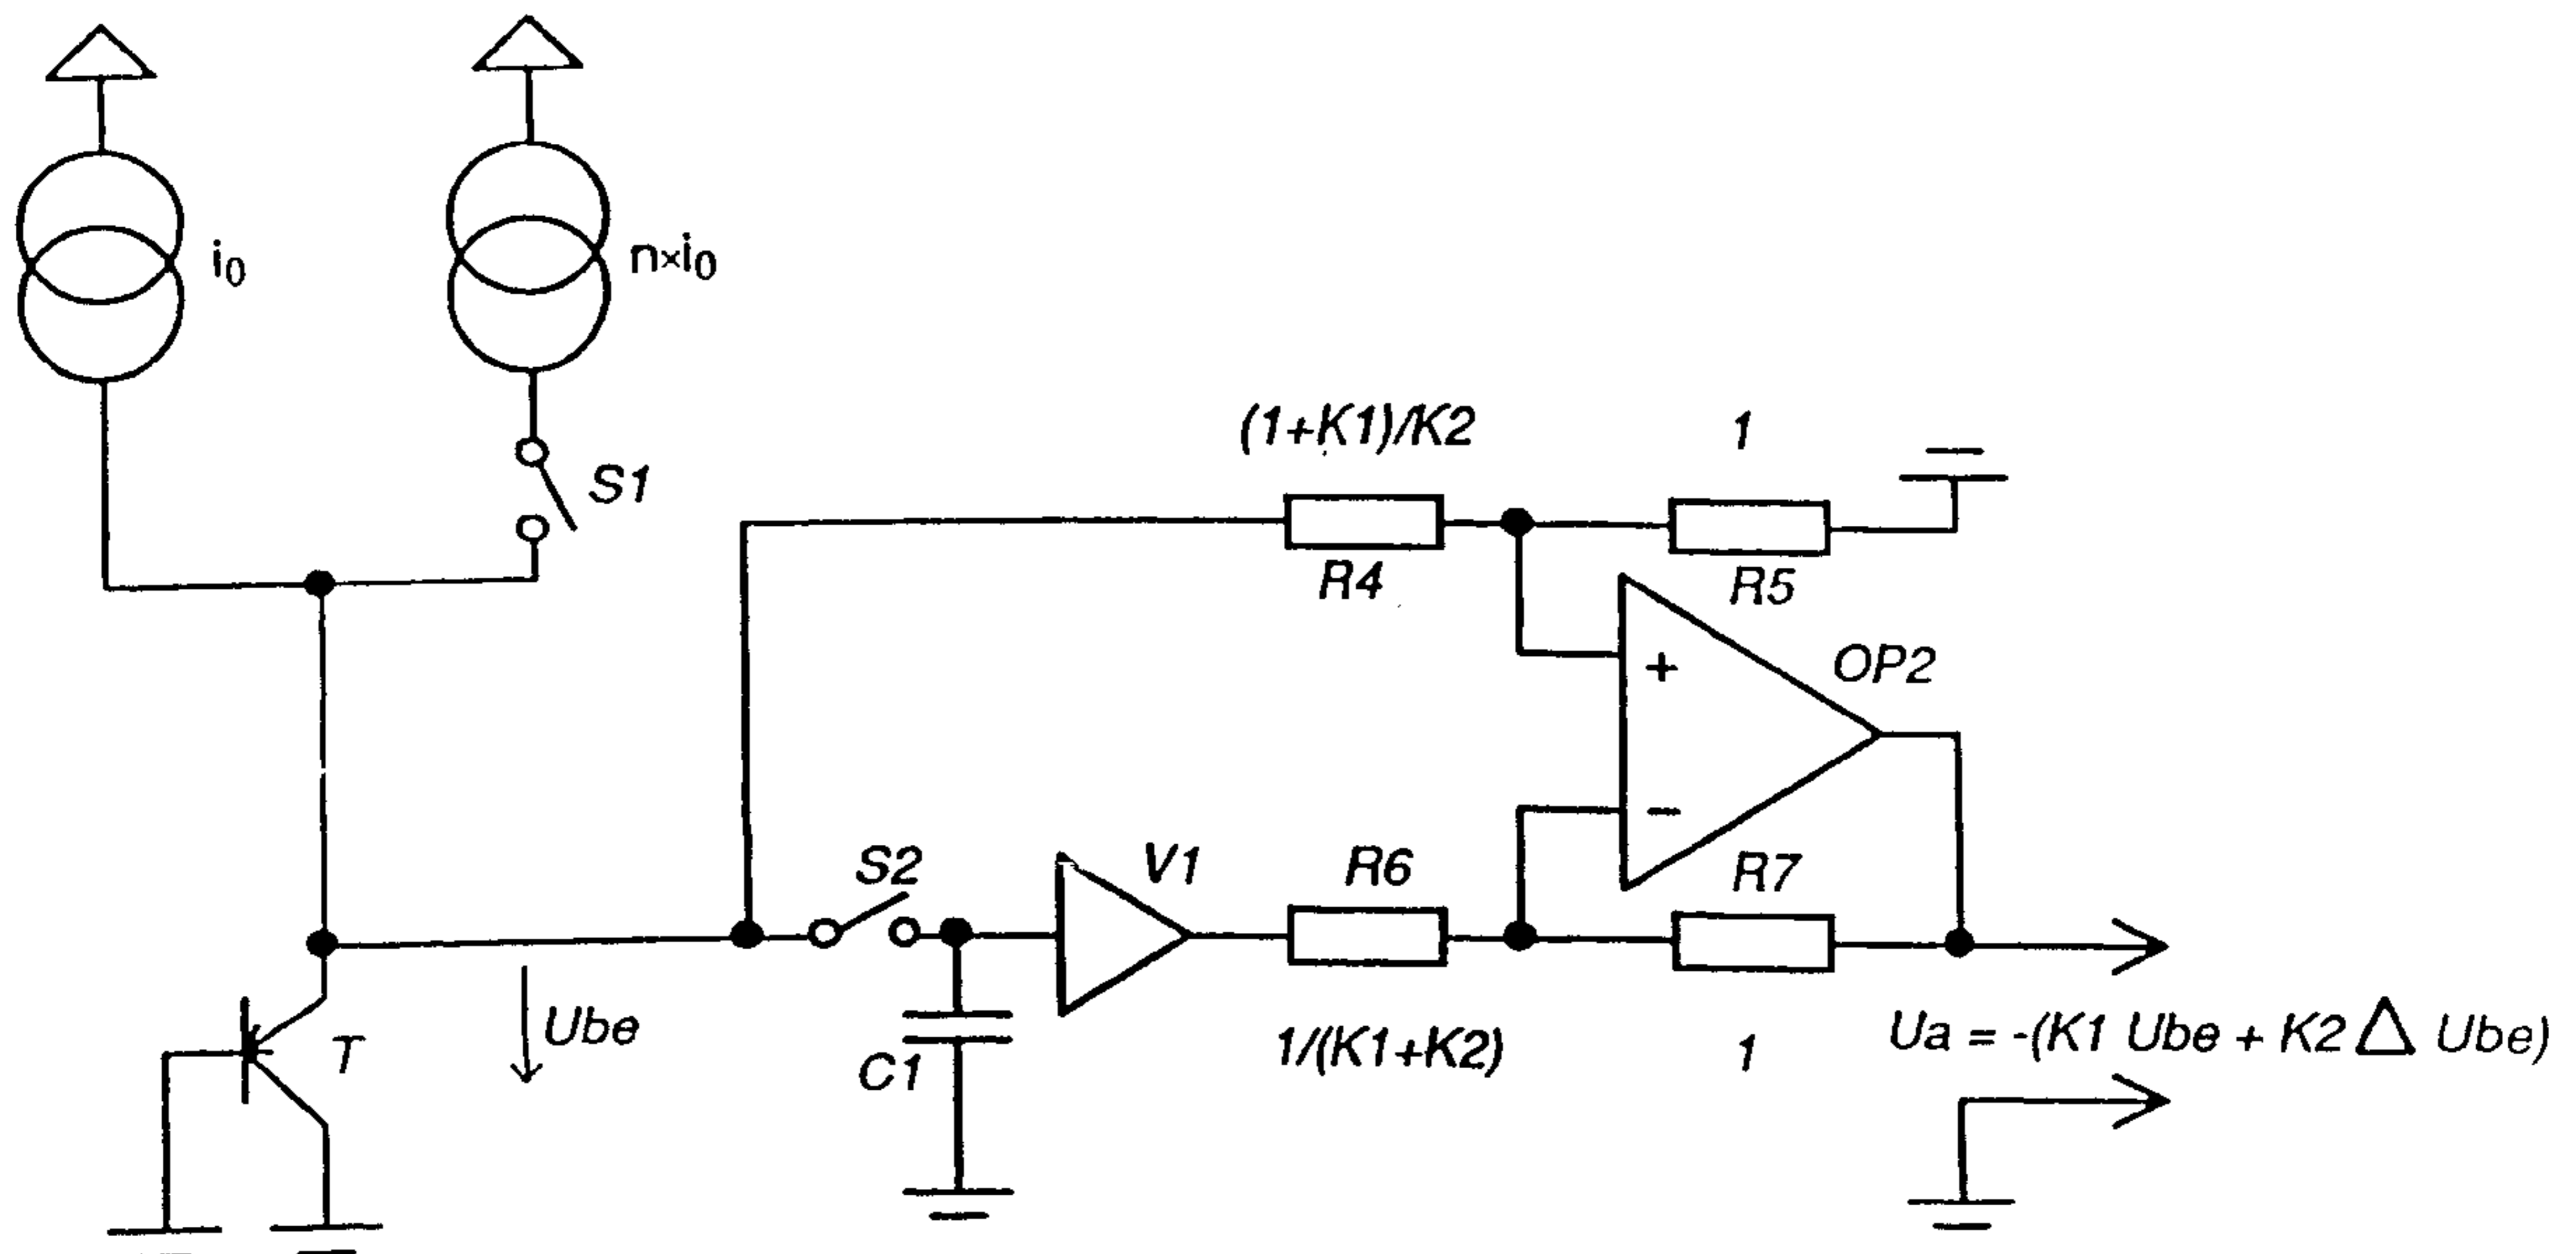 i₀
n×i₀
S1
(1+K1)/K2
1
R4
R5
+
OP2
−
S2
V1
R6
R7
C1
1/(K1+K2)
1
T
Ube
Ua = -(K1 Ube + K2 △ Ube)